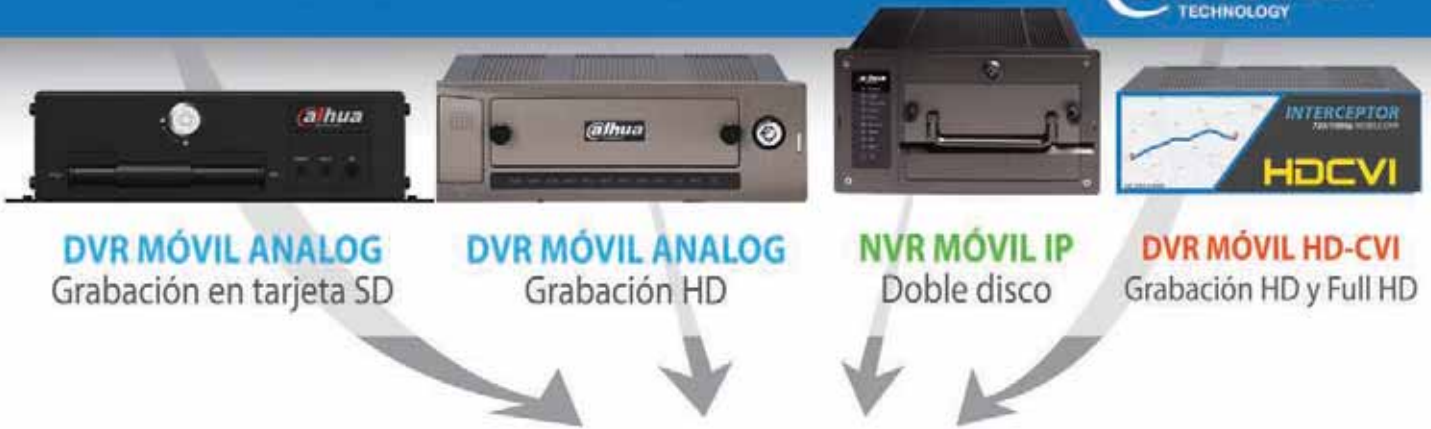 TECHNOLOGY
alhua
alhua
alhua
INTERCEPTOR
HDCVI
DVR MÓVIL ANALOG
Grabación en tarjeta SD
DVR MÓVIL ANALOG
Grabación HD
NVR MÓVIL IP
Doble disco
DVR MÓVIL HD-CVI
Grabación HD y Full HD